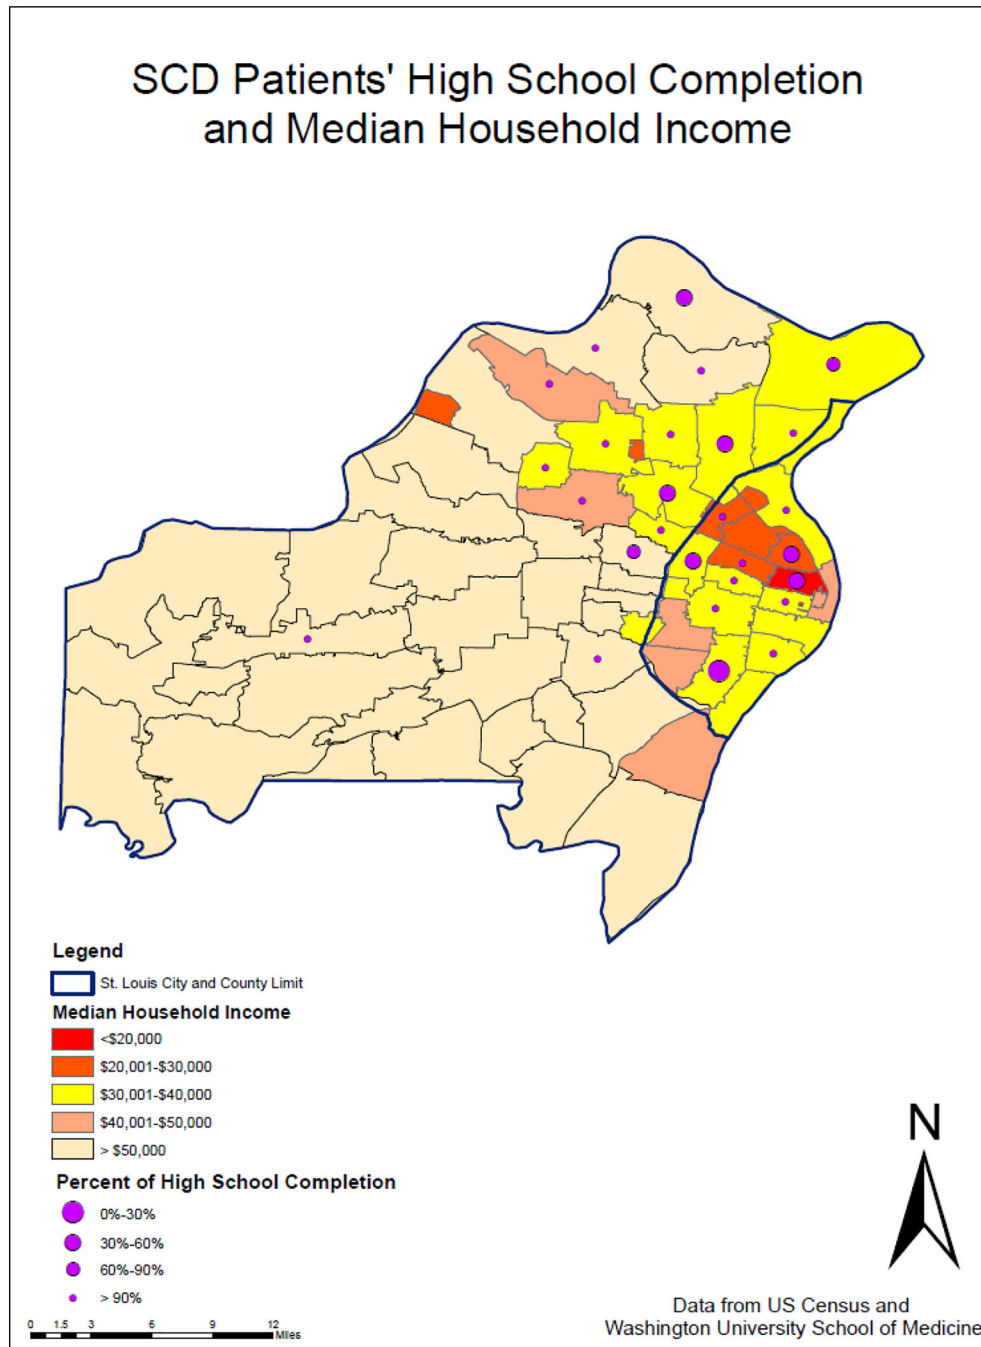 SCD Patients' High School Completion
and Median Household Income
Legend
St. Louis City and County Limit
Median Household Income
<$20,000
$20,001-$30,000
$30,001-$40,000
$40,001-$50,000
> $50,000
Percent of High School Completion
0%-30%
30%-60%
60%-90%
> 90%
0 1.5 3 6 9 12
Miles
N
Data from US Census and
Washington University School of Medicine